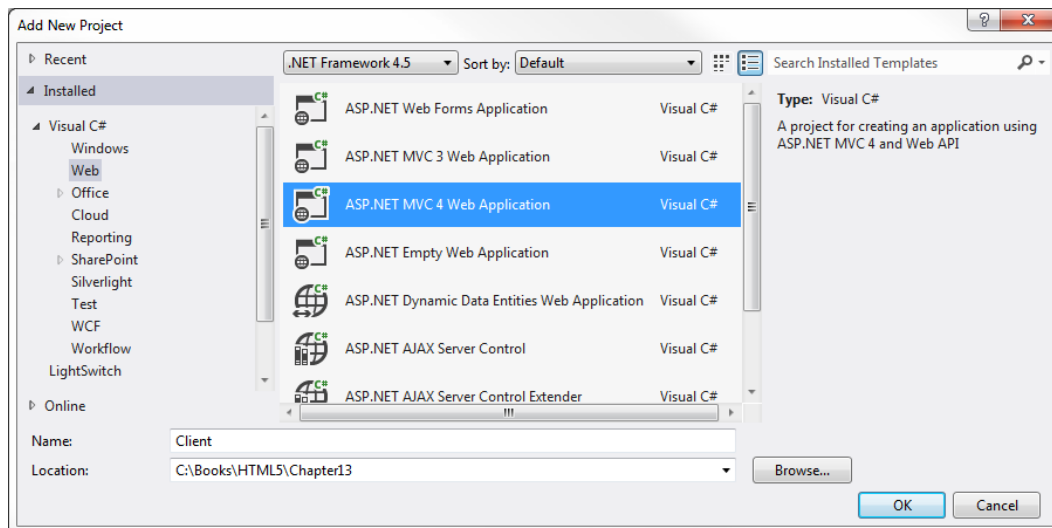 Add New Project
Recent
.NET Framework 4.5
Sort by: Default
Search Installed Templates
Installed
Visual C#
Windows
Web
Office
Cloud
Reporting
SharePoint
Silverlight
Test
WCF
Workflow
LightSwitch
Online
ASP.NET Web Forms Application Visual C#
ASP.NET MVC 3 Web Application Visual C#
ASP.NET MVC 4 Web Application Visual C#
ASP.NET Empty Web Application Visual C#
ASP.NET Dynamic Data Entities Web Application Visual C#
ASP.NET AJAX Server Control Visual C#
ASP.NET AJAX Server Control Extender Visual C#
Type: Visual C#
A project for creating an application using
ASP.NET MVC 4 and Web API
Name: Client
Location: C:\Books\HTML5\Chapter13
Browse...
OK Cancel